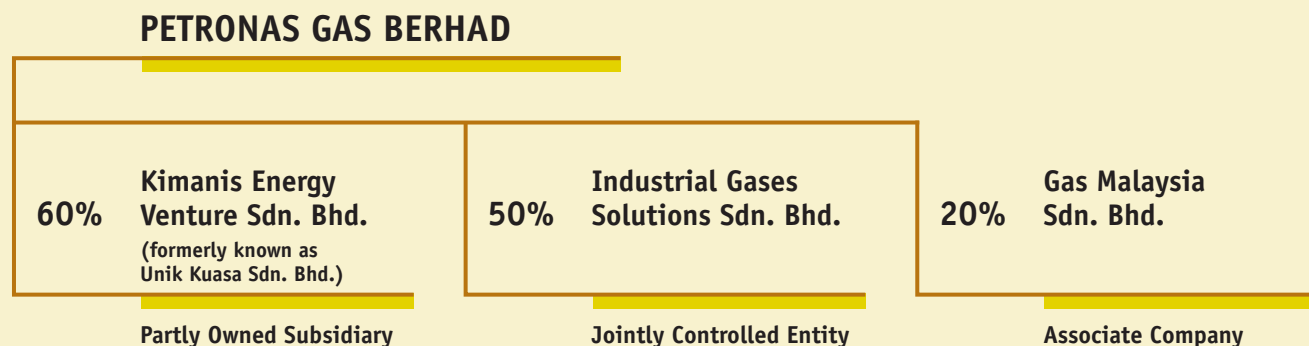 PETRONAS GAS BERHAD
60%
Kimanis Energy
Venture Sdn. Bhd.
(formerly known as
Unik Kuasa Sdn. Bhd.)
Partly Owned Subsidiary
50%
Industrial Gases
Solutions Sdn. Bhd.
Jointly Controlled Entity
20%
Gas Malaysia
Sdn. Bhd.
Associate Company